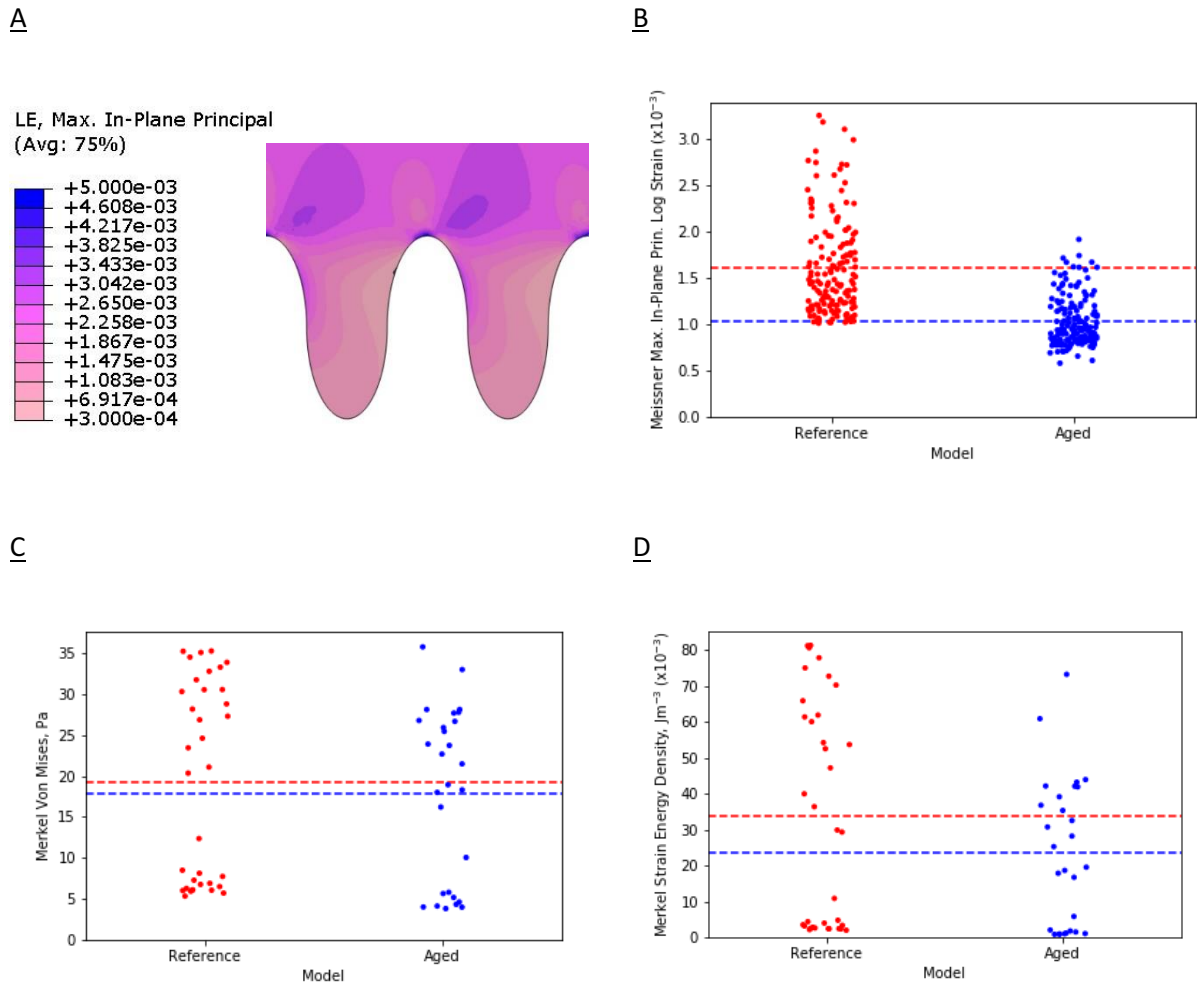 A
LE, Max. In-Plane Principal
(Avg: 75%)
+5.000e-03
+4.608e-03
+4.217e-03
+3.825e-03
+3.433e-03
+3.042e-03
+2.650e-03
+2.258e-03
+1.867e-03
+1.475e-03
+1.083e-03
+6.917e-04
+3.000e-04
B
Meissner Max. In-Plane Prin. Log Strain (x10⁻³)
3.0
2.5
2.0
1.5
1.0
0.5
0.0
Reference Aged
Model
C
Merkel Von Mises, Pa
35
30
25
20
15
10
5
0
Reference Aged
Model
D
Merkel Strain Energy Density, Jm⁻³ (x10⁻³)
80
70
60
50
40
30
20
10
0
Reference Aged
Model